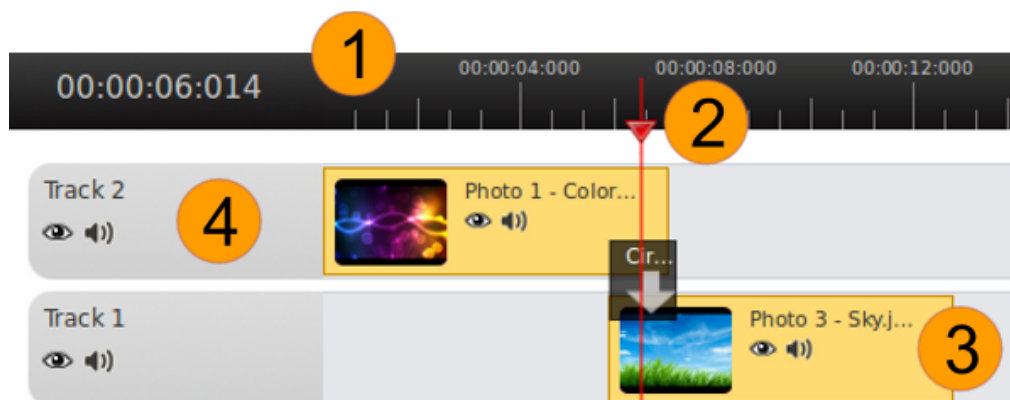 1
00:00:06:014
00:00:04:000
00:00:08:000
00:00:12:000
2
Track 2
4
Photo 1 - Color...
Cir...
Track 1
Photo 3 - Sky.j...
3